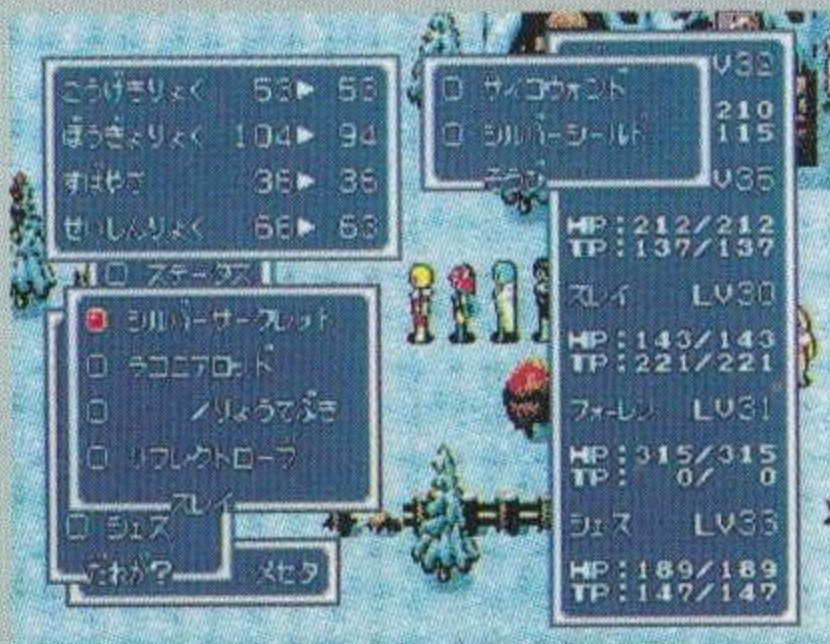 こうげきりょく 53▶ 53
ぼうぎょりょく 104▶ 94
すばやさ 36▶ 36
せいしんりょく 66▶ 63
サイコウォンド
シルバーシールド
そうび
ステータス
シルバーサークレット
ラコニアロッド
/りょうてぶき
リフレクトローブ
スレイ
シェス
だれが?
メセタ
V32
210
115
V35
HP:212/212
TP:137/137
スレイ LV30
HP:143/143
TP:221/221
フォーレン LV31
HP:315/315
TP: 0/ 0
シェス LV33
HP:189/189
TP:147/147